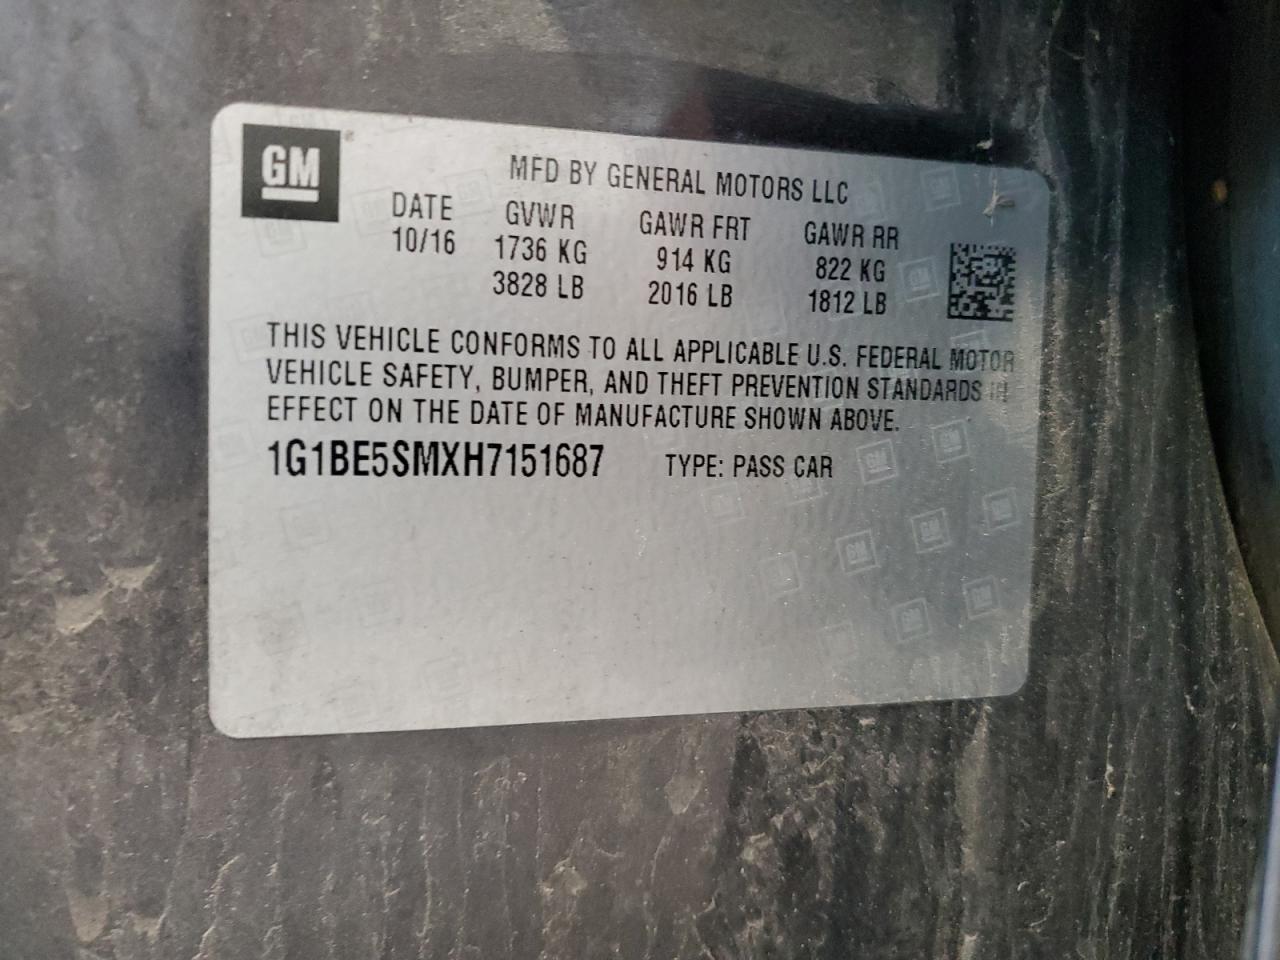 GM
MFD BY GENERAL MOTORS LLC
DATE GVWR GAWR FRT GAWR RR
10/16 1736 KG 914 KG 822 KG
3828 LB 2016 LB 1812 LB
THIS VEHICLE CONFORMS TO ALL APPLICABLE U.S. FEDERAL MOTOR
VEHICLE SAFETY, BUMPER, AND THEFT PREVENTION STANDARDS IN
EFFECT ON THE DATE OF MANUFACTURE SHOWN ABOVE.
1G1BE5SMXH7151687 TYPE: PASS CAR